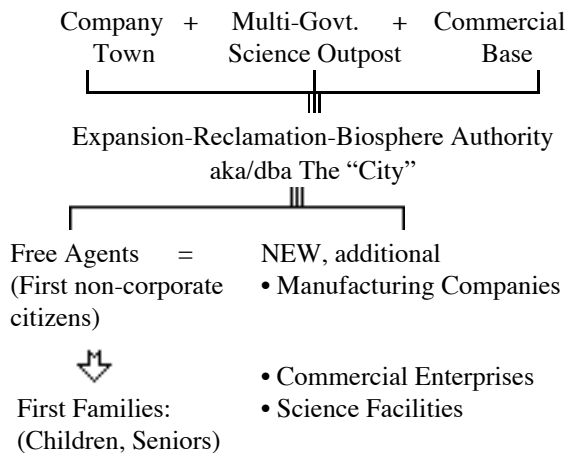 Company + Multi-Govt. + Commercial
Town Science Outpost Base
Expansion-Reclamation-Biosphere Authority
aka/dba The “City”
Free Agents = NEW, additional
(First non-corporate • Manufacturing Companies
citizens)
• Commercial Enterprises
First Families: • Science Facilities
(Children, Seniors)